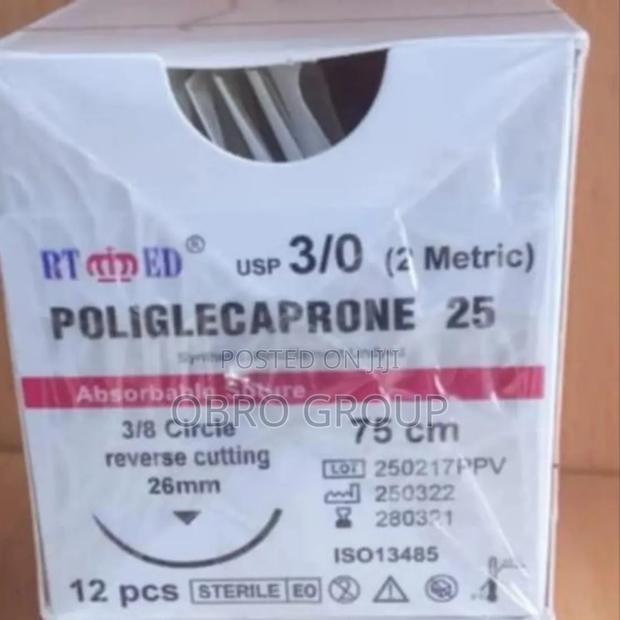 RT MED®
USP 3/0 (2 Metric)
POLIGLECAPRONE 25
POSTED ON JIJI
Absorbable Suture
OBRO GROUP
3/8 Circle
reverse cutting
26mm
75 cm
LOT 250217PPV
250322
280321
ISO13485
12 pcs STERILE EO